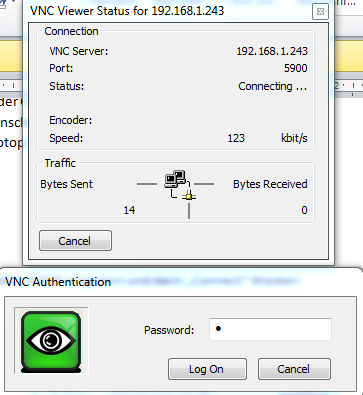 VNC Viewer Status for 192.168.1.243
Connection
VNC Server: 192.168.1.243
Port: 5900
Status: Connecting ...
Encoder:
Speed: 123 kbit/s
Traffic
Bytes Sent Bytes Received
14 0
Cancel
VNC Authentication
Password:
Log On Cancel